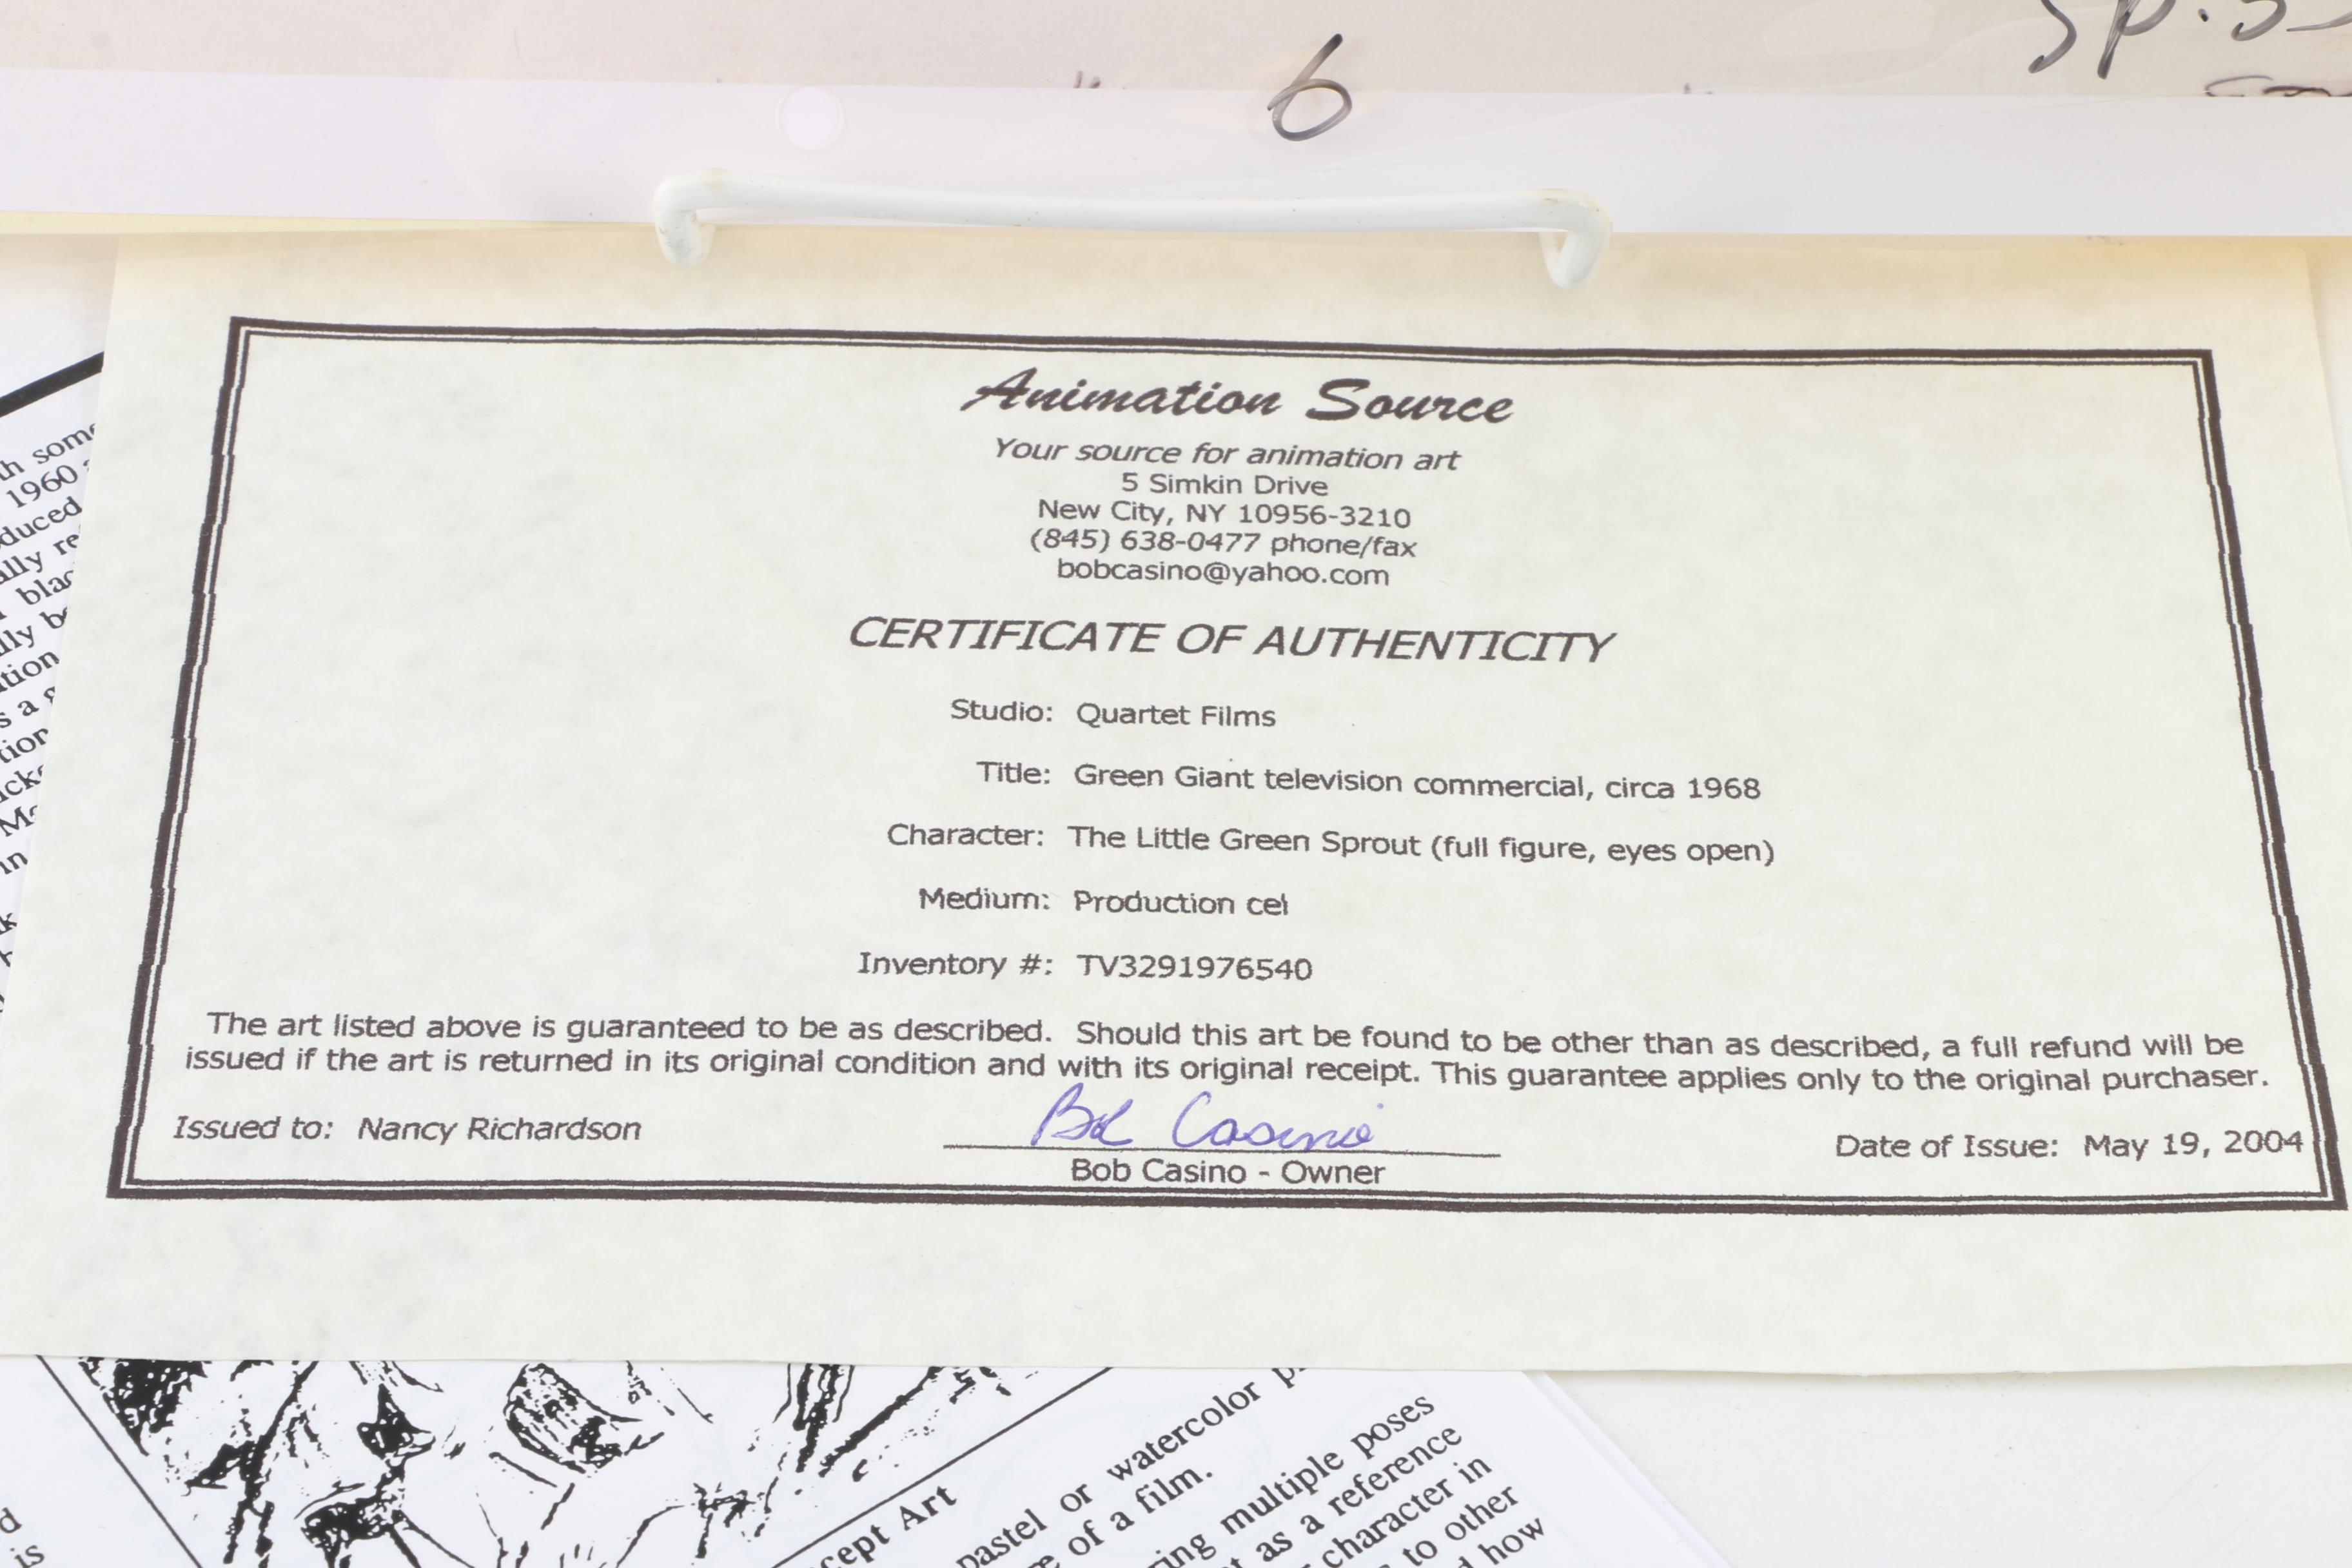 6
Sp.
Animation Source
Your source for animation art
5 Simkin Drive
New City, NY 10956-3210
(845) 638-0477 phone/fax
bobcasino@yahoo.com
CERTIFICATE OF AUTHENTICITY
Studio: Quartet Films
Title: Green Giant television commercial, circa 1968
Character: The Little Green Sprout (full figure, eyes open)
Medium: Production cel
Inventory #: TV3291976540
The art listed above is guaranteed to be as described. Should this art be found to be other than as described, a full refund will be
issued if the art is returned in its original condition and with its original receipt. This guarantee applies only to the original purchaser.
Issued to: Nancy Richardson
Bob Casino
Bob Casino - Owner
Date of Issue: May 19, 2004
1960
Art
pastel or watercolor
of a film.
multiple poses
as a reference
character in
to other
how
is